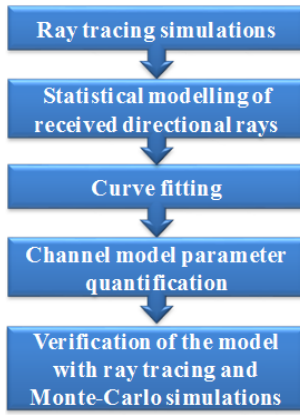 Ray tracing simulations
Statistical modelling of
received directional rays
Curve fitting
Channel model parameter
quantification
Verification of the model
with ray tracing and
Monte-Carlo simulations